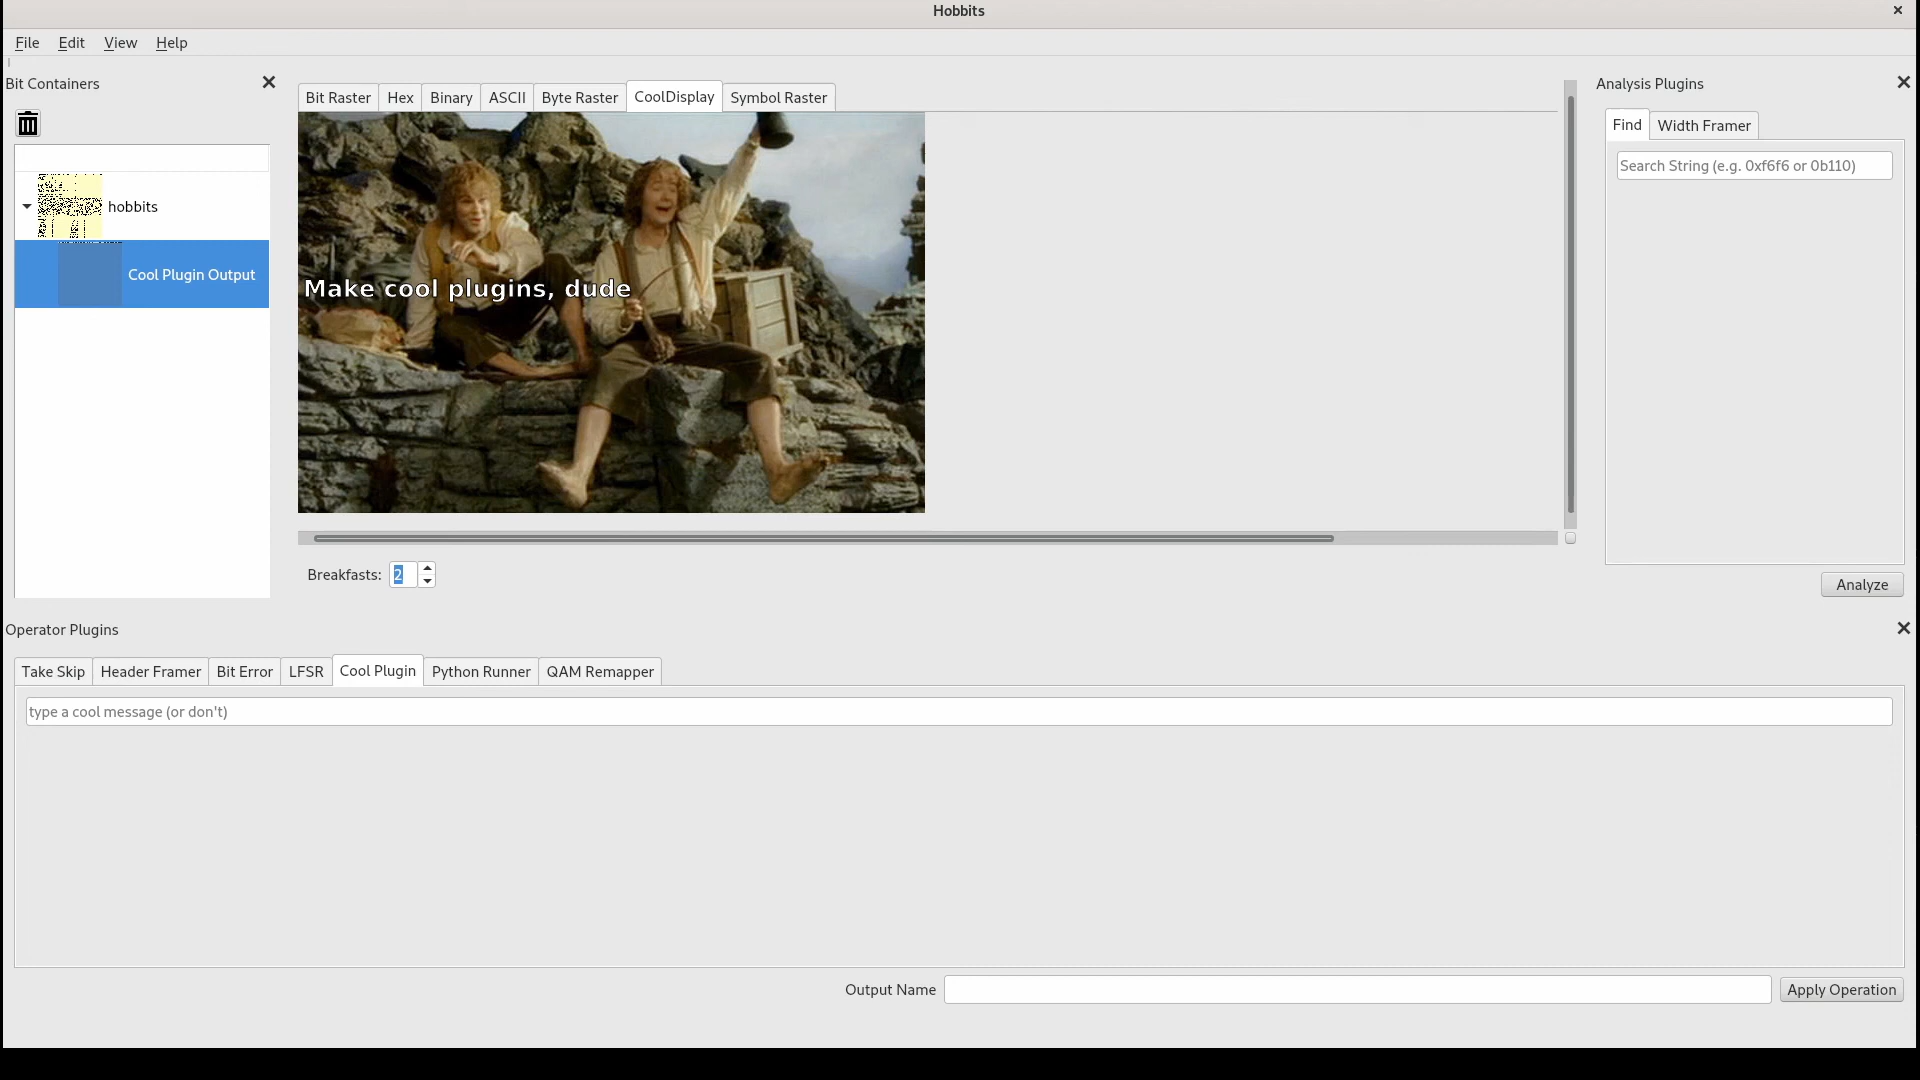 Hobbits
File Edit View Help
Bit Containers
hobbits
Cool Plugin Output
Bit Raster Hex Binary ASCII Byte Raster CoolDisplay Symbol Raster
Make cool plugins, dude
Breakfasts: 2
Analysis Plugins
Find Width Framer
Search String (e.g. 0xf6f6 or 0b110)
Analyze
Operator Plugins
Take Skip Header Framer Bit Error LFSR Cool Plugin Python Runner QAM Remapper
type a cool message (or don't)
Output Name Apply Operation